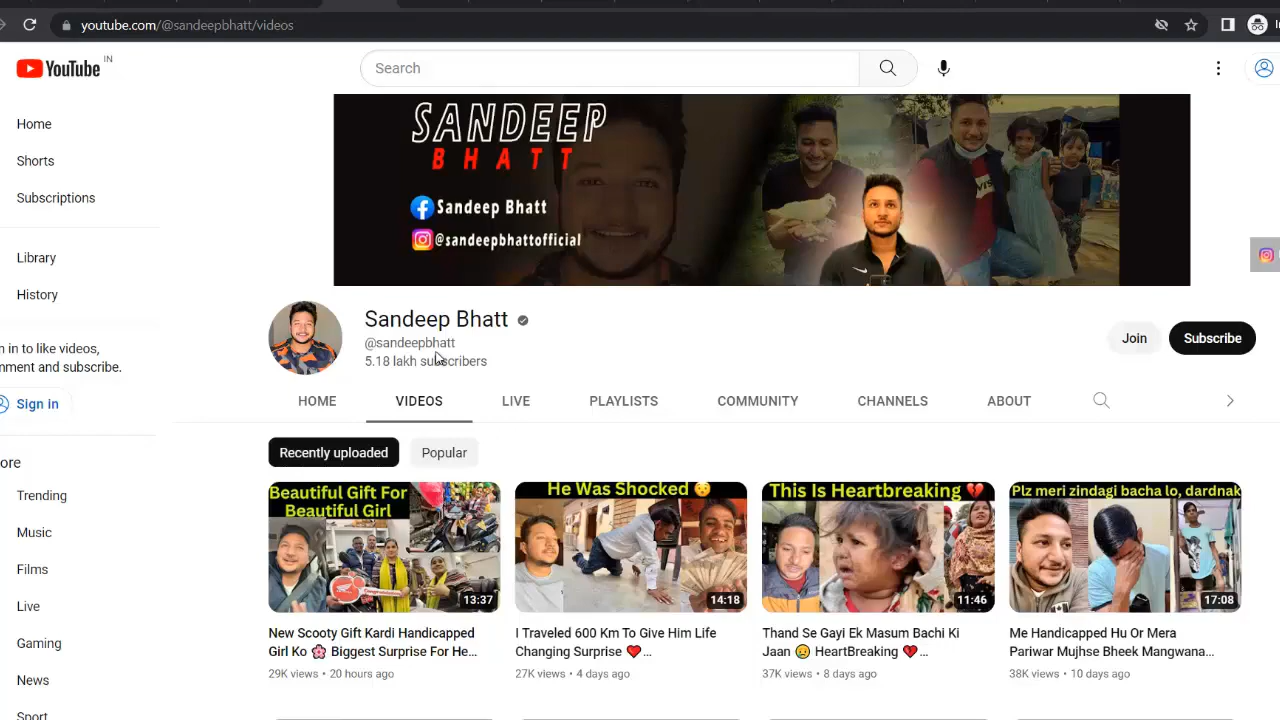 youtube.com/@sandeepbhatt/videos
YouTube IN
Search
Home
Shorts
Subscriptions
Library
History
n in to like videos,
mment and subscribe.
Sign in
ore
Trending
Music
Films
Live
Gaming
News
Sport
SANDEEP
BHATT
Sandeep Bhatt
@sandeepbhattofficial
Sandeep Bhatt
@sandeepbhatt
5.18 lakh subscribers
Join
Subscribe
HOME VIDEOS LIVE PLAYLISTS COMMUNITY CHANNELS ABOUT
Recently uploaded Popular
Beautiful Gift For
Beautiful Girl
13:37
New Scooty Gift Kardi Handicapped
Girl Ko 🌸 Biggest Surprise For He...
29K views • 20 hours ago
He Was Shocked 😧
14:18
I Traveled 600 Km To Give Him Life
Changing Surprise ❤️...
27K views • 4 days ago
This Is Heartbreaking 💔
11:46
Thand Se Gayi Ek Masum Bachi Ki
Jaan 😥 HeartBreaking 💔...
37K views • 8 days ago
Plz meri zindagi bacha lo, dardnak
17:08
Me Handicapped Hu Or Mera
Pariwar Mujhse Bheek Mangwana...
38K views • 10 days ago